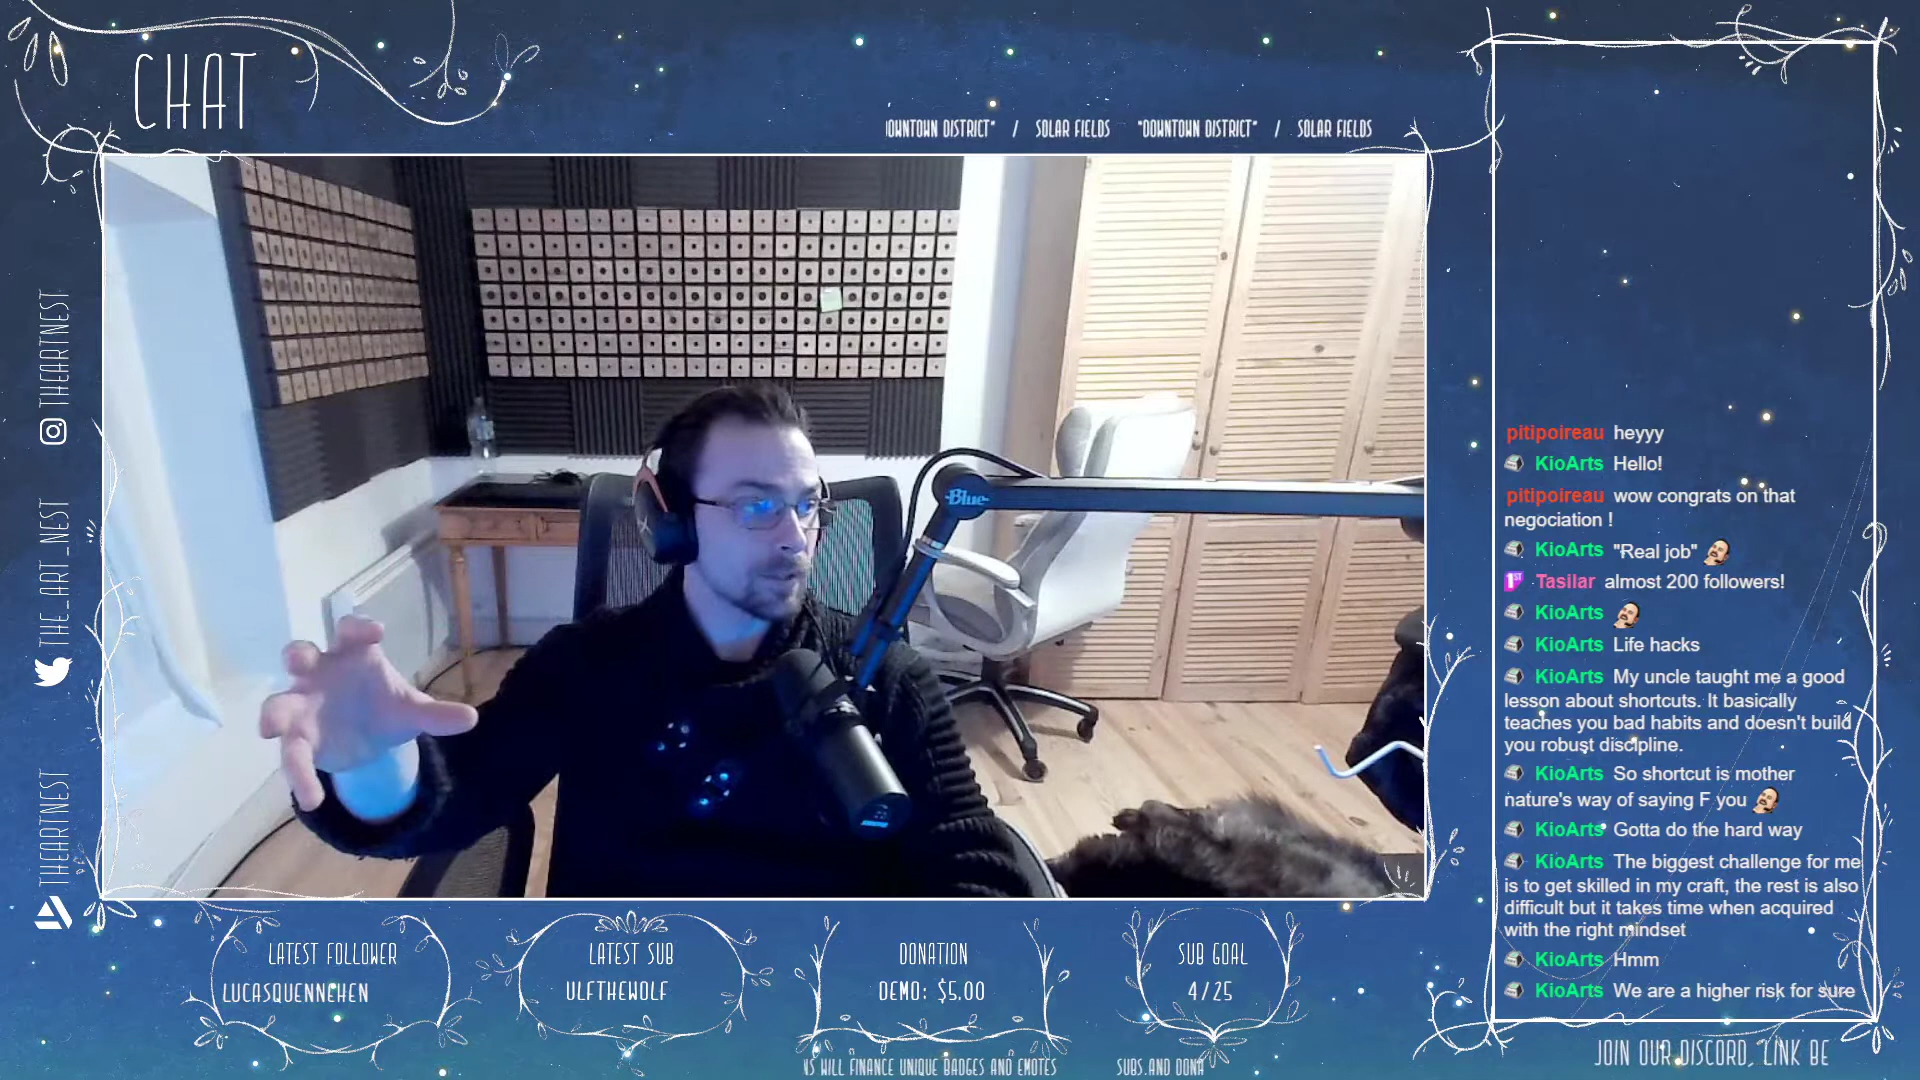 CHAT
OWNTOWN DISTRICT" / SOLAR FIELDS "DOWNTOWN DISTRICT" / SOLAR FIELDS
THEARTNEST
THE_ART_NEST
THEARTNEST
Blue
pitipoireau heyyy
KioArts Hello!
pitipoireau wow congrats on that
negociation !
KioArts "Real job"
1ST Tasilar almost 200 followers!
KioArts
KioArts Life hacks
KioArts My uncle taught me a good
lesson about shortcuts. It basically
teaches you bad habits and doesn't build
you robust discipline.
KioArts So shortcut is mother
nature's way of saying F you
KioArts Gotta do the hard way
KioArts The biggest challenge for me
is to get skilled in my craft, the rest is also
difficult but it takes time when acquired
with the right mindset
KioArts Hmm
KioArts We are a higher risk for sure
LATEST FOLLOWER
LUCASQUENNEHEN
LATEST SUB
ULFTHEWOLF
DONATION
DEMO: $5.00
SUB GOAL
4/25
NS WILL FINANCE UNIQUE BADGES AND EMOTES SUBS AND DONA
JOIN OUR DISCORD, LINK BE